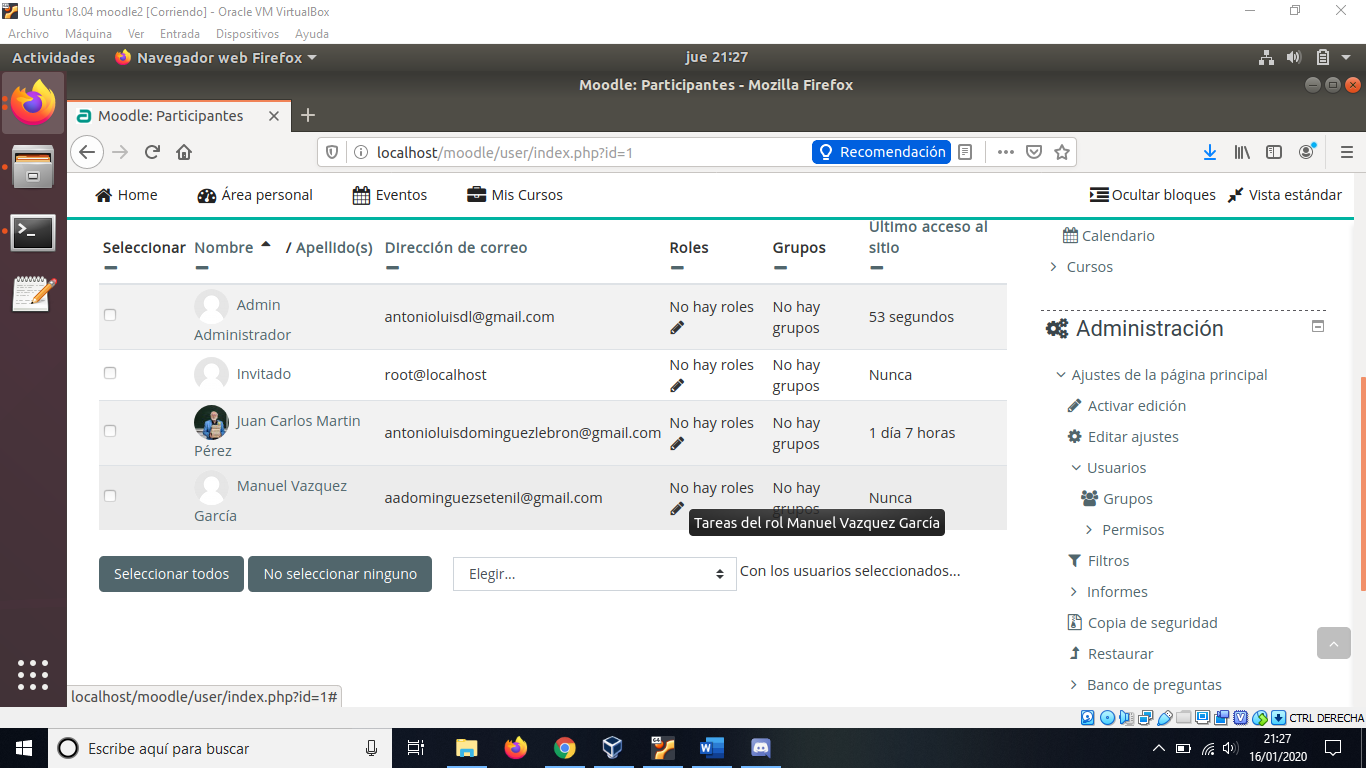 Ubuntu 18.04 moodle2 [Corriendo] - Oracle VM VirtualBox
Archivo Máquina Ver Entrada Dispositivos Ayuda
Actividades Navegador web Firefox jue 21:27
Moodle: Participantes - Mozilla Firefox
Moodle: Participantes
localhost/moodle/user/index.php?id=1 Recomendación
Home Área personal Eventos Mis Cursos Ocultar bloques Vista estándar
Seleccionar Nombre / Apellido(s) Dirección de correo Roles Grupos Último acceso al
sitio
Admin
Administrador antonioluisdl@gmail.com No hay roles No hay
grupos 53 segundos
Invitado root@localhost No hay roles No hay
grupos Nunca
Juan Carlos Martin
Pérez antonioluisdominguezlebron@gmail.com No hay roles No hay
grupos 1 día 7 horas
Manuel Vazquez
García aadominguezsetenil@gmail.com No hay roles No hay
grupos Nunca
Tareas del rol Manuel Vazquez García
Seleccionar todos No seleccionar ninguno Elegir... Con los usuarios seleccionados...
Calendario
Cursos
Administración
Ajustes de la página principal
Activar edición
Editar ajustes
Usuarios
Grupos
Permisos
Filtros
Informes
Copia de seguridad
Restaurar
Banco de preguntas
localhost/moodle/user/index.php?id=1#
CTRL DERECHA
Escribe aquí para buscar
21:27
16/01/2020